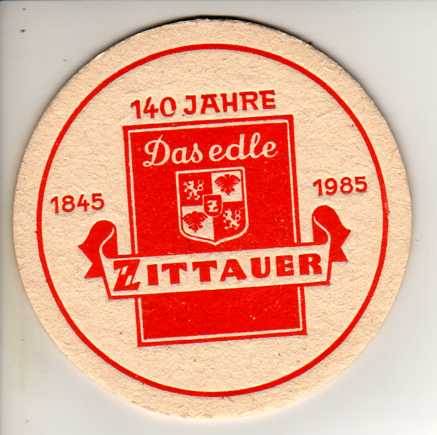 140 JAHRE
Das edle
1845
1985
Z
ZITTAUER